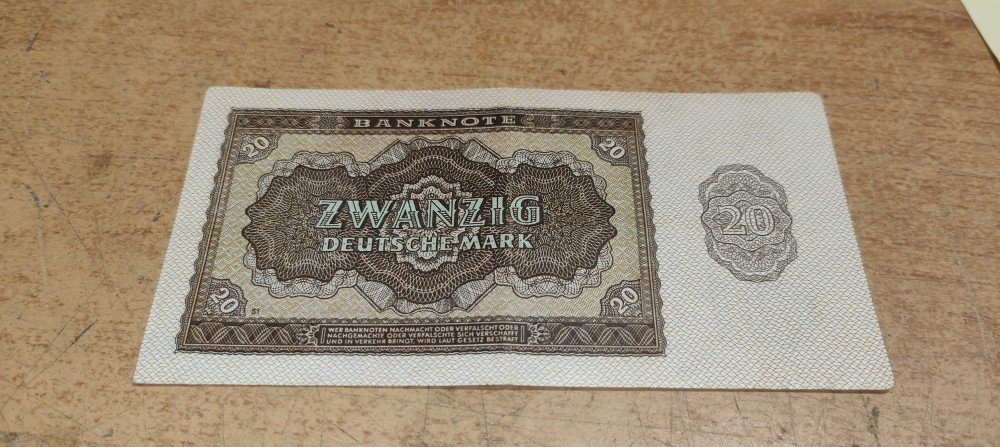 BANKNOTE
20
20
ZWANZIG
DEUTSCHE MARK
20
20
20
WER BANKNOTEN NACHMACHT ODER VERFÄLSCHT ODER
NACHGEMACHTE ODER VERFÄLSCHTE SICH VERSCHAFFT
UND IN VERKEHR BRINGT, WIRD LAUT GESETZ BESTRAFT